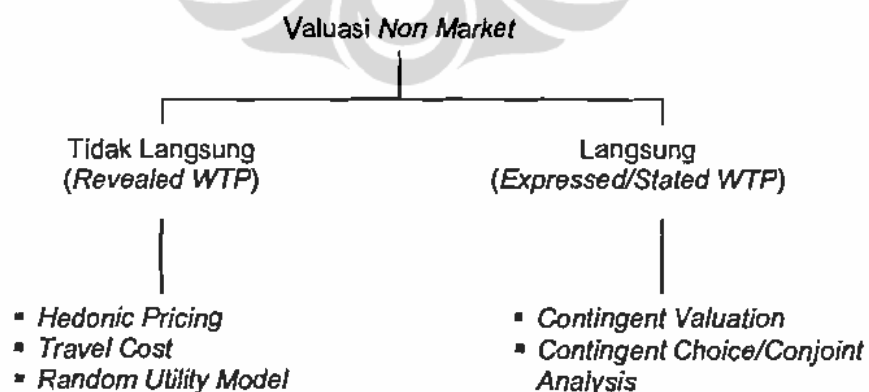 Valuasi Non Market
Tidak Langsung
(Revealed WTP)
Langsung
(Expressed/Stated WTP)
▪ Hedonic Pricing
▪ Travel Cost
▪ Random Utility Model
▪ Contingent Valuation
▪ Contingent Choice/Conjoint
Analysis